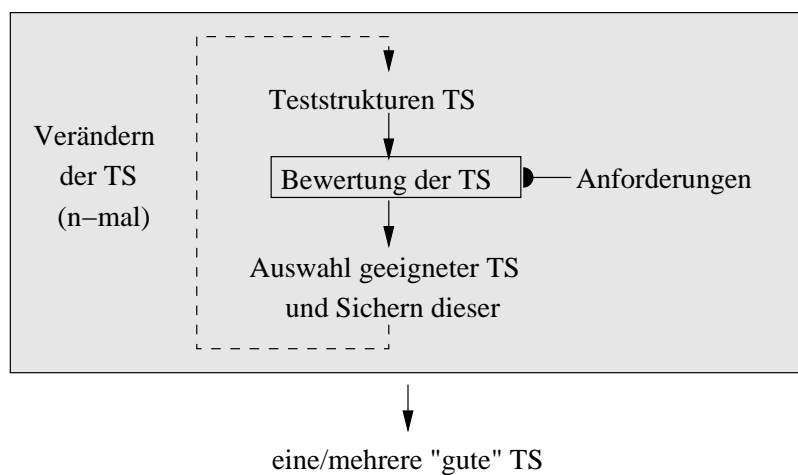 Teststrukturen TS
Verändern
der TS
(n−mal)
Bewertung der TS
Anforderungen
Auswahl geeigneter TS
und Sichern dieser
eine/mehrere "gute" TS